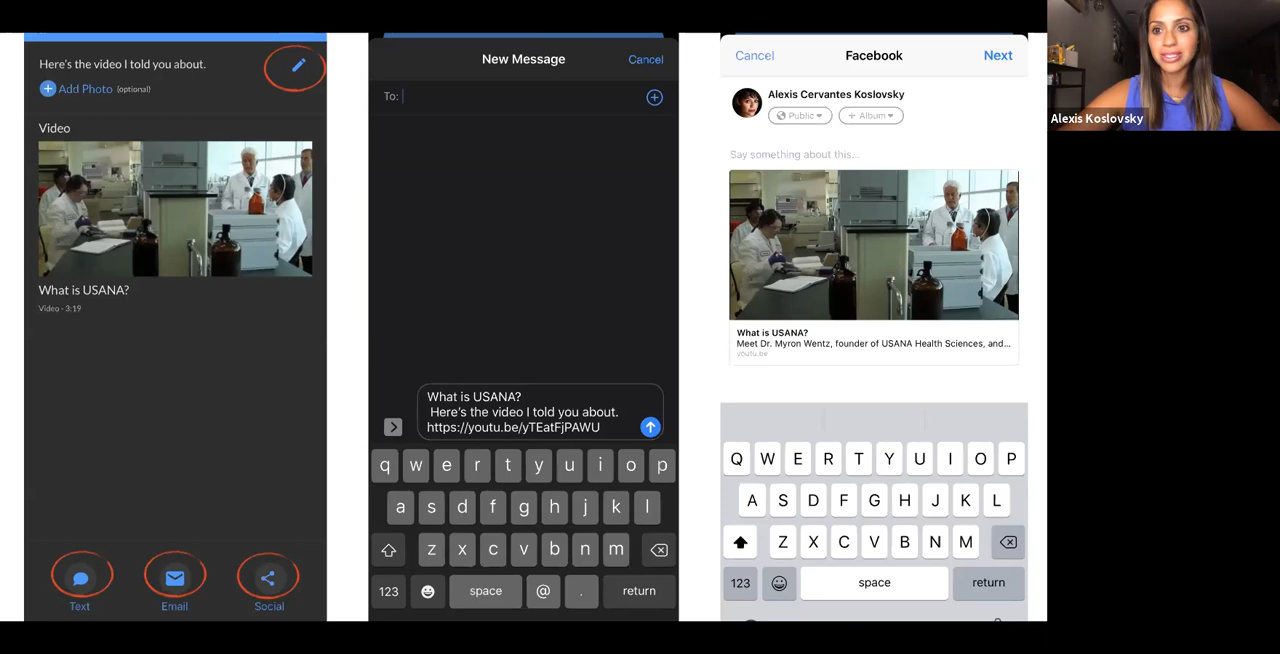 Here's the video I told you about.
Add Photo (optional)
Video
What is USANA?
Video - 3:19
Text
Email
Social
New Message
Cancel
To:
What is USANA?
Here's the video I told you about.
https://youtu.be/yTEatFjPAWU
q w e r t y u i o p
a s d f g h j k l
z x c v b n m
123 space @ . return
Cancel
Facebook
Next
Alexis Cervantes Koslovsky
Public
+ Album
Say something about this...
What is USANA?
Meet Dr. Myron Wentz, founder of USANA Health Sciences, and...
youtu.be
Q W E R T Y U I O P
A S D F G H J K L
Z X C V B N M
123 space return
Alexis Koslovsky